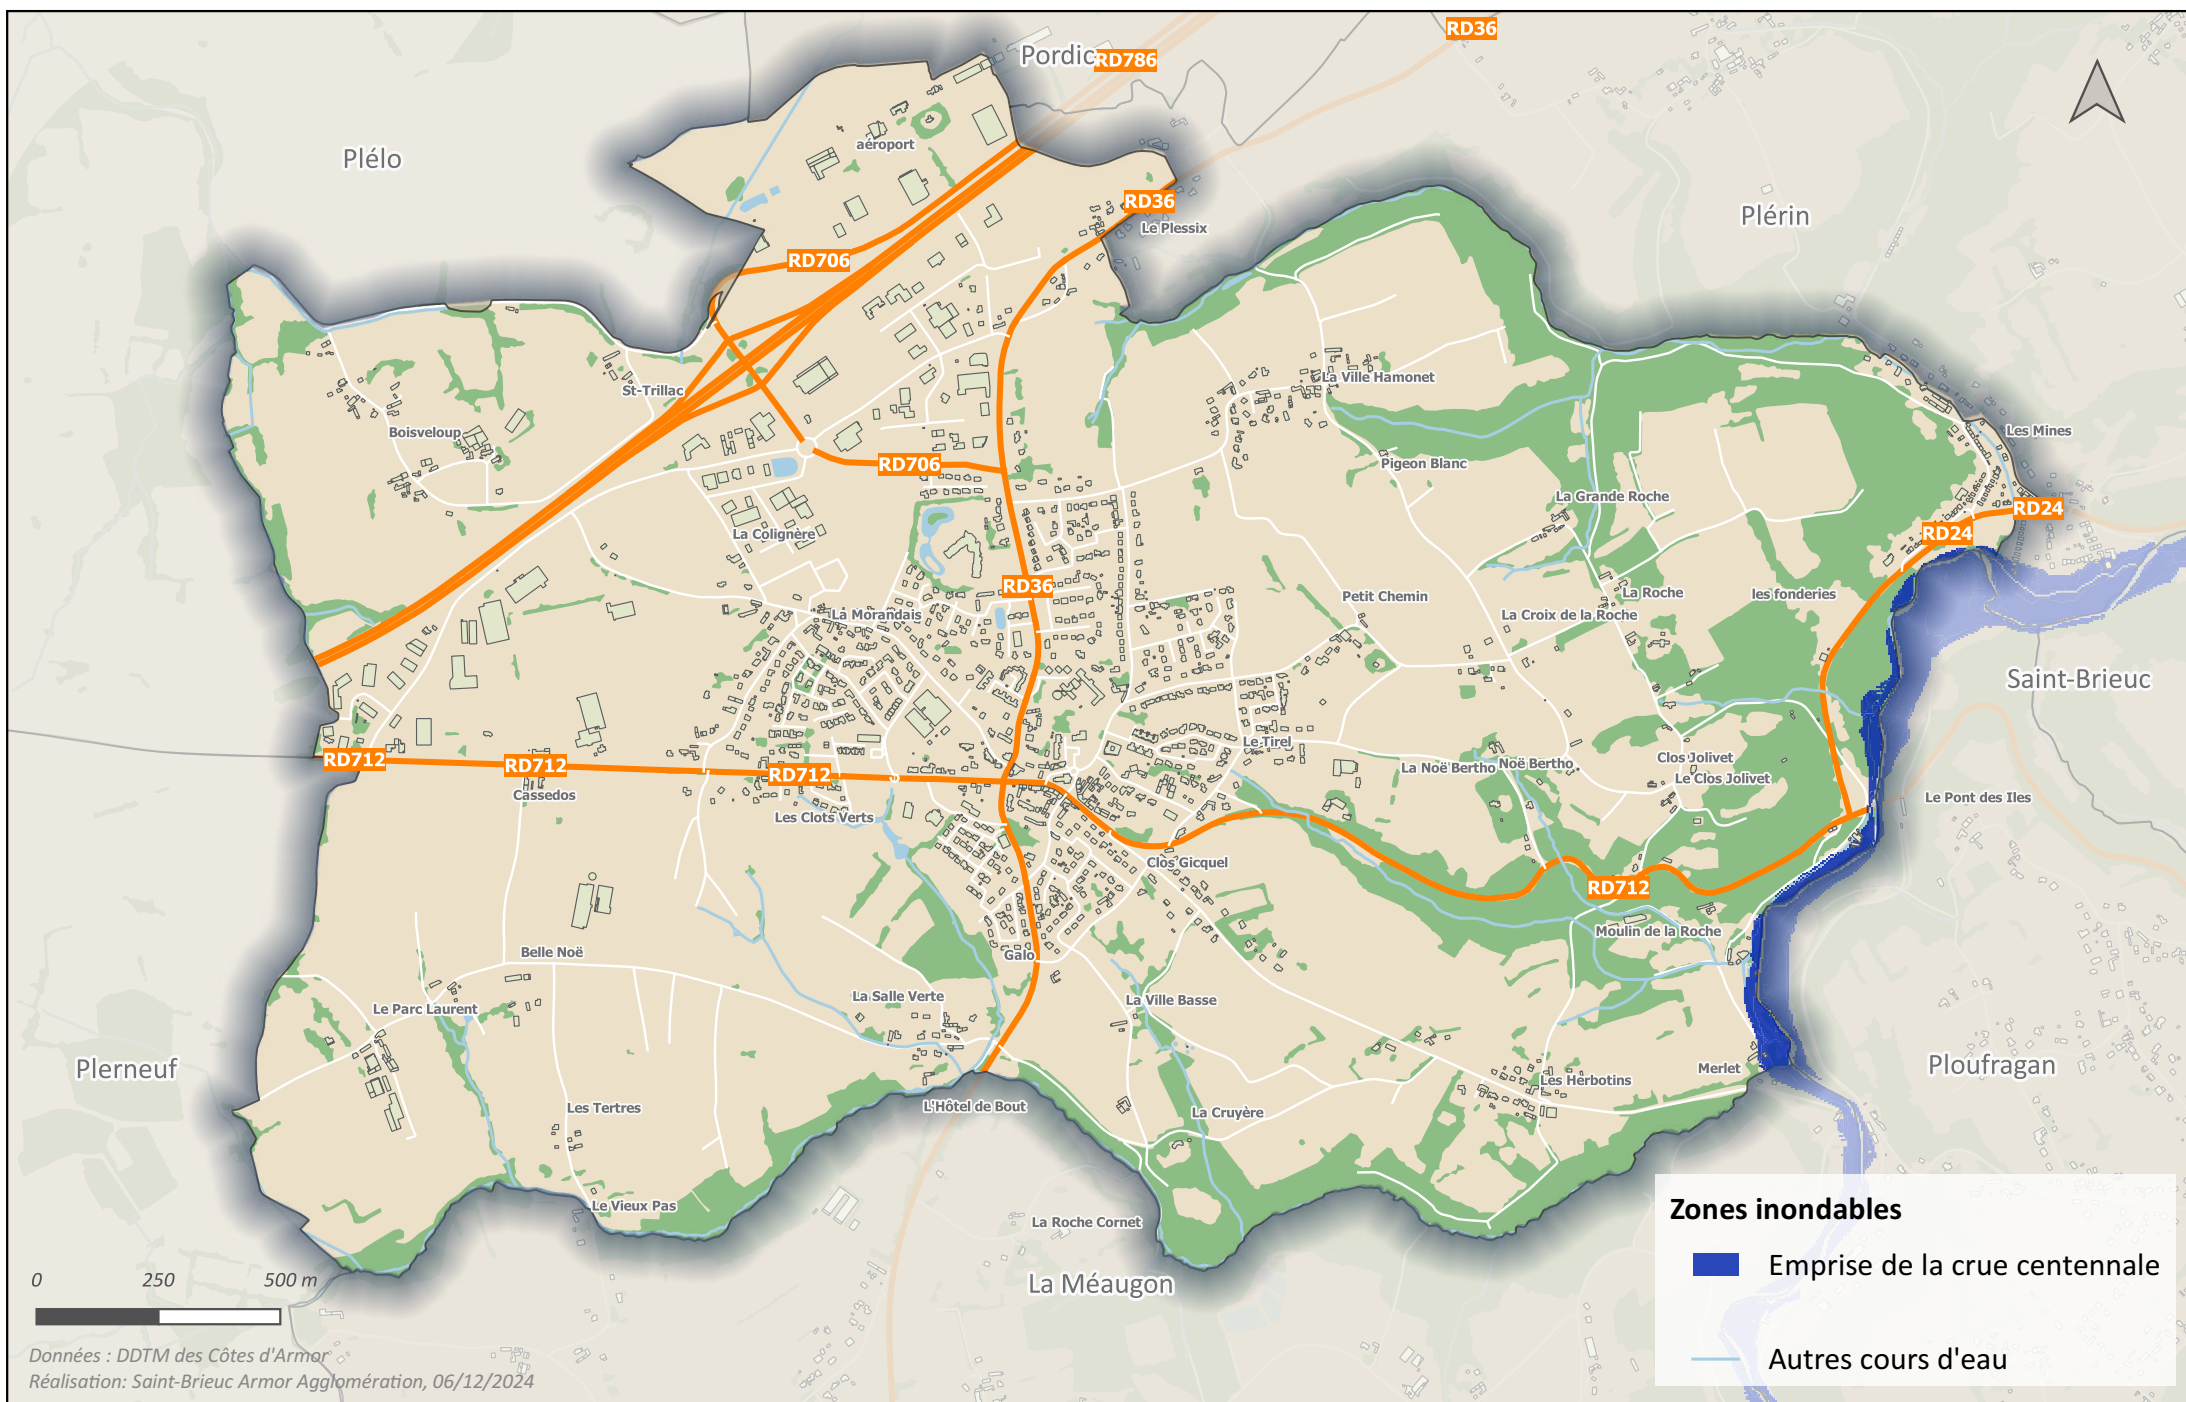 RD36
Pordic
RD786
aéroport
Plélo
RD36
Le Plessix
Plérin
RD706
St-Trillac
La Ville Hamonet
Boisveloup
Les Mines
RD706
Pigeon Blanc
La Grande Roche
RD24
La Colignère
RD24
RD36
Petit Chemin
La Roche
les fonderies
La Morandais
La Croix de la Roche
Saint-Brieuc
Le Tirel
RD712
RD712
RD712
La Noë Bertho
Noë Bertho
Clos Jolivet
Le Clos Jolivet
Cassedos
Les Clots Verts
Le Pont des Iles
Clos Gicquel
RD712
Moulin de la Roche
Belle Noë
Galo
La Salle Verte
La Ville Basse
Le Parc Laurent
Plerneuf
Merlet
Ploufragan
Les Herbotins
Les Tertres
L'Hôtel de Bout
La Cruyère
Le Vieux Pas
La Roche Cornet
La Méaugon
Zones inondables
Emprise de la crue centennale
Autres cours d'eau
0 250 500 m
Données : DDTM des Côtes d'Armor
Réalisation: Saint-Brieuc Armor Agglomération, 06/12/2024